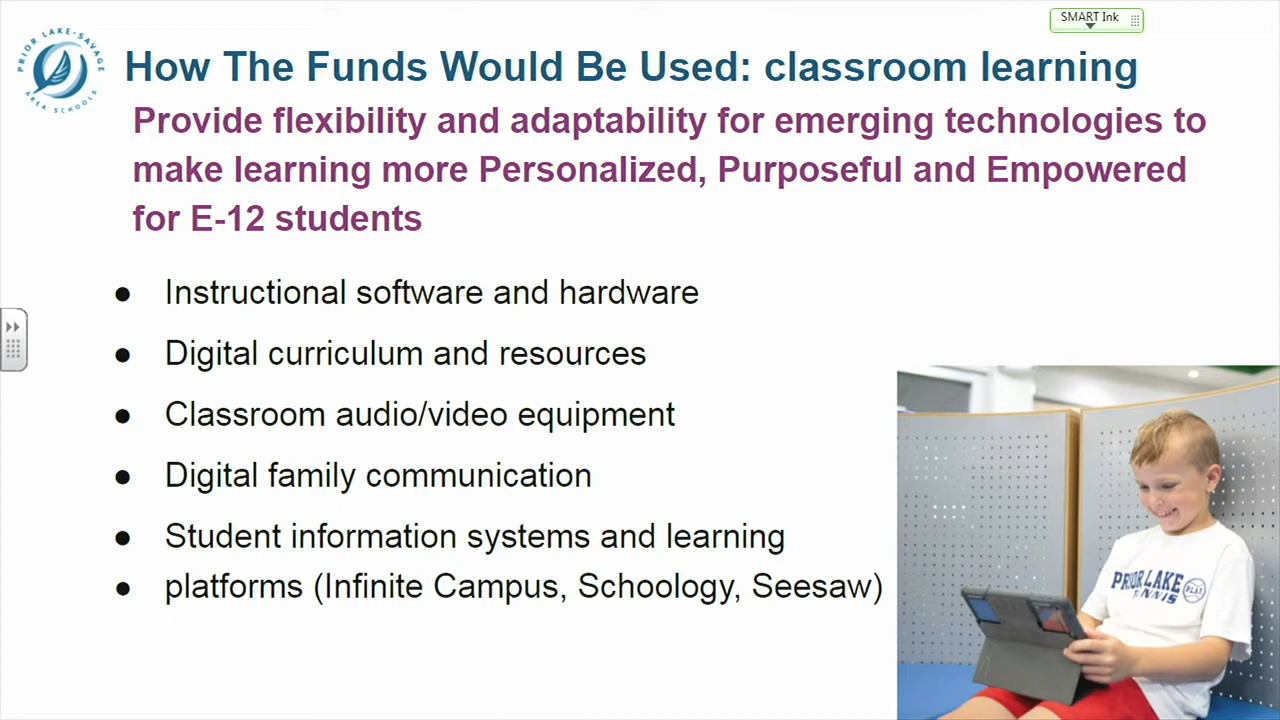 SMART Ink
PRIOR LAKE-SAVAGE
AREA SCHOOLS
How The Funds Would Be Used: classroom learning
Provide flexibility and adaptability for emerging technologies to
make learning more Personalized, Purposeful and Empowered
for E-12 students
● Instructional software and hardware
● Digital curriculum and resources
● Classroom audio/video equipment
● Digital family communication
● Student information systems and learning
● platforms (Infinite Campus, Schoology, Seesaw)
PRIOR LAKE
TENNIS